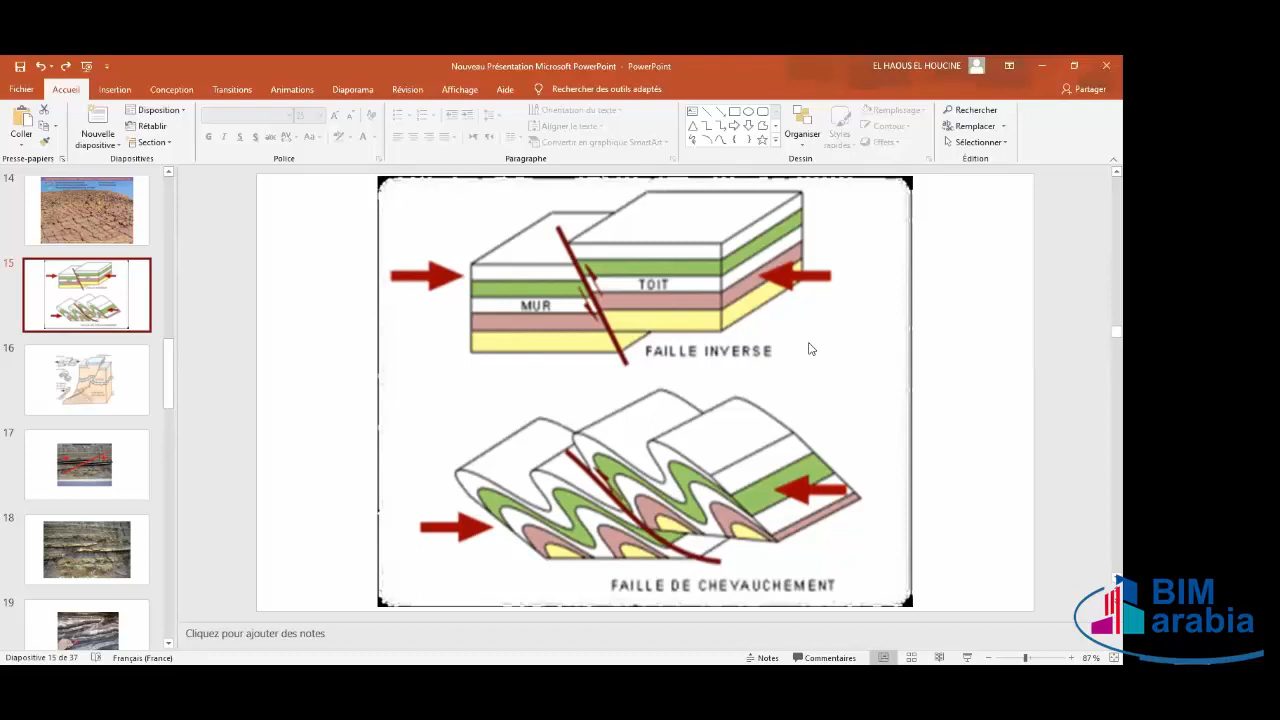 Nouveau Présentation Microsoft PowerPoint - PowerPoint
EL HAOUS EL HOUCINE
Fichier Accueil Insertion Conception Transitions Animations Diaporama Révision Affichage Aide Rechercher des outils adaptés Partager
Coller
Presse-papiers
Nouvelle diapositive
Disposition
Rétablir
Section
Diapositives
G I S S ab AV Aa A
Police
Orientation du texte
Aligner le texte
Convertir en graphique SmartArt
Paragraphe
Organiser
Styles rapides
Remplissage
Contour
Effets
Dessin
Rechercher
Remplacer
Sélectionner
Édition
14
15
16
17
18
19
MUR
TOIT
FAILLE INVERSE
FAILLE DE CHEVAUCHEMENT
Cliquez pour ajouter des notes
Diapositive 15 de 37 Français (France) Notes Commentaires 87 %
BIM
arabia